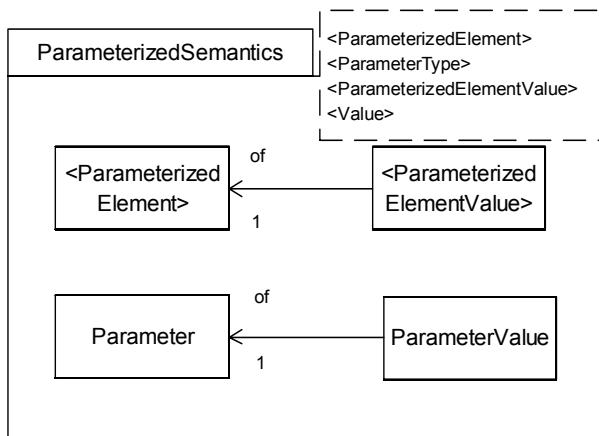 ParameterizedSemantics
<ParameterizedElement>
<ParameterType>
<ParameterizedElementValue>
<Value>
<Parameterized
Element>
of
1
<Parameterized
ElementValue>
Parameter
of
1
ParameterValue